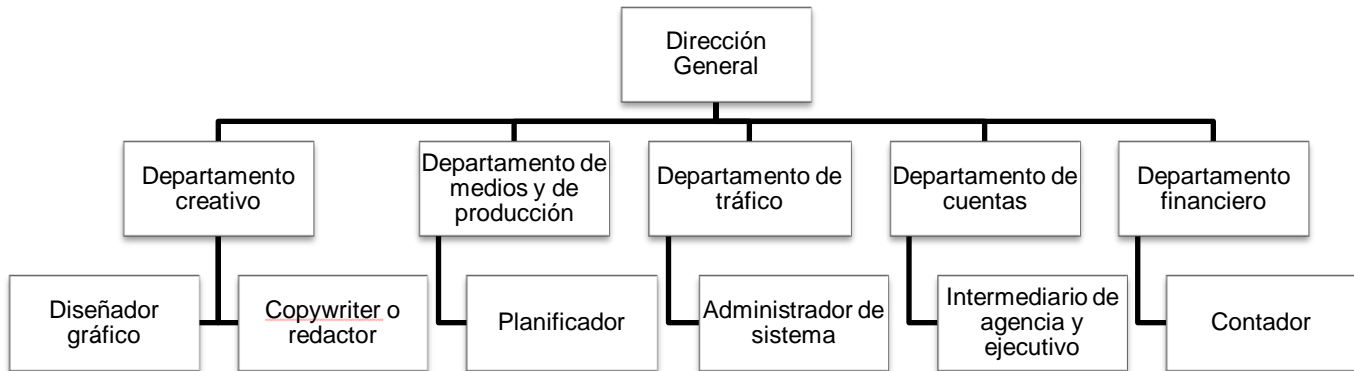 Dirección
General
Departamento
creativo
Departamento de
medios y de
producción
Departamento de
tráfico
Departamento de
cuentas
Departamento
financiero
Diseñador
gráfico
Copywriter o
redactor
Planificador
Administrador de
sistema
Intermediario de
agencia y
ejecutivo
Contador